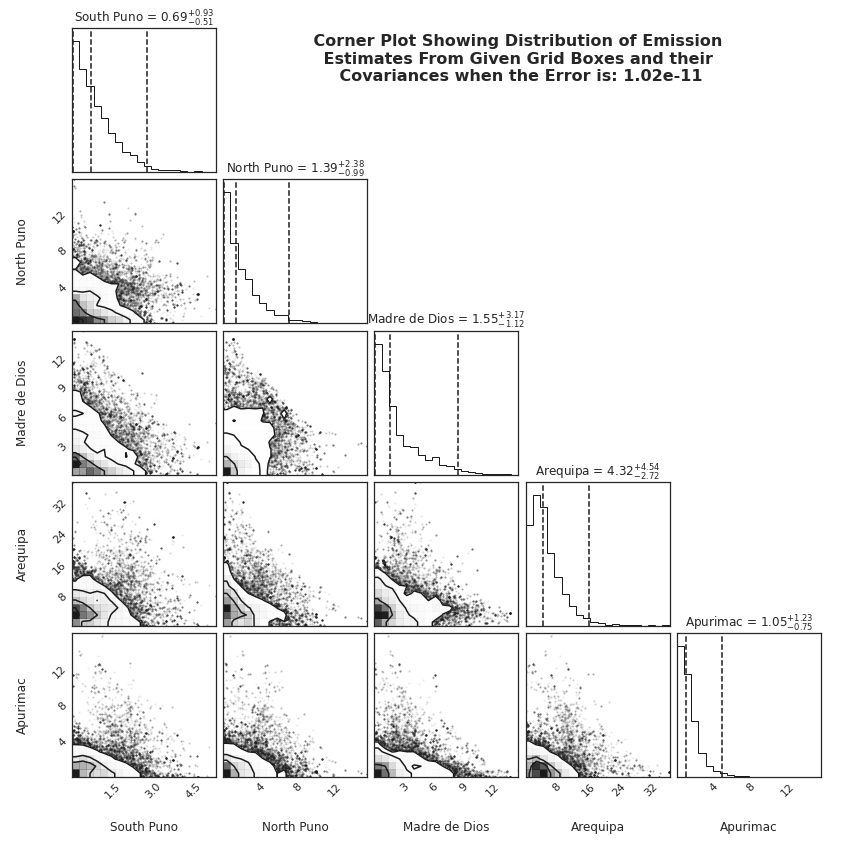 South Puno = 0.69+0.93−0.51
Corner Plot Showing Distribution of Emission
Estimates From Given Grid Boxes and their
Covariances when the Error is: 1.02e-11
North Puno = 1.39+2.38−0.99
North Puno
12
8
4
Madre de Dios = 1.55+3.17−1.12
Madre de Dios
12
9
6
3
Arequipa = 4.32+4.54−2.72
Arequipa
32
24
16
8
Apurimac = 1.05+1.23−0.75
Apurimac
12
8
4
1.5 3.0 4.5
4 8 12
3 6 9 12
8 16 24 32
4 8 12
South Puno
North Puno
Madre de Dios
Arequipa
Apurimac